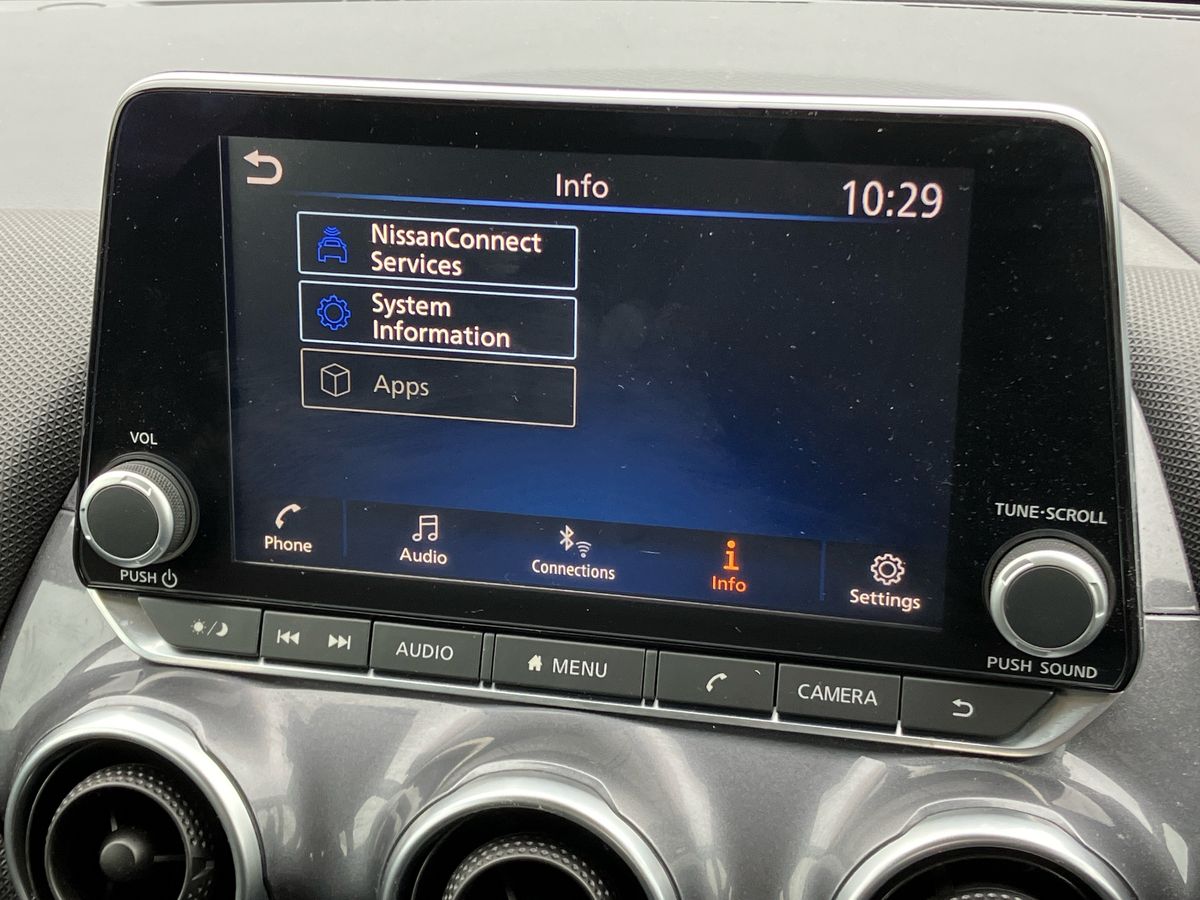 Info
10:29
NissanConnect
Services
System
Information
Apps
VOL
PUSH
Phone
Audio
Connections
Info
Settings
TUNE·SCROLL
PUSH SOUND
AUDIO
MENU
CAMERA